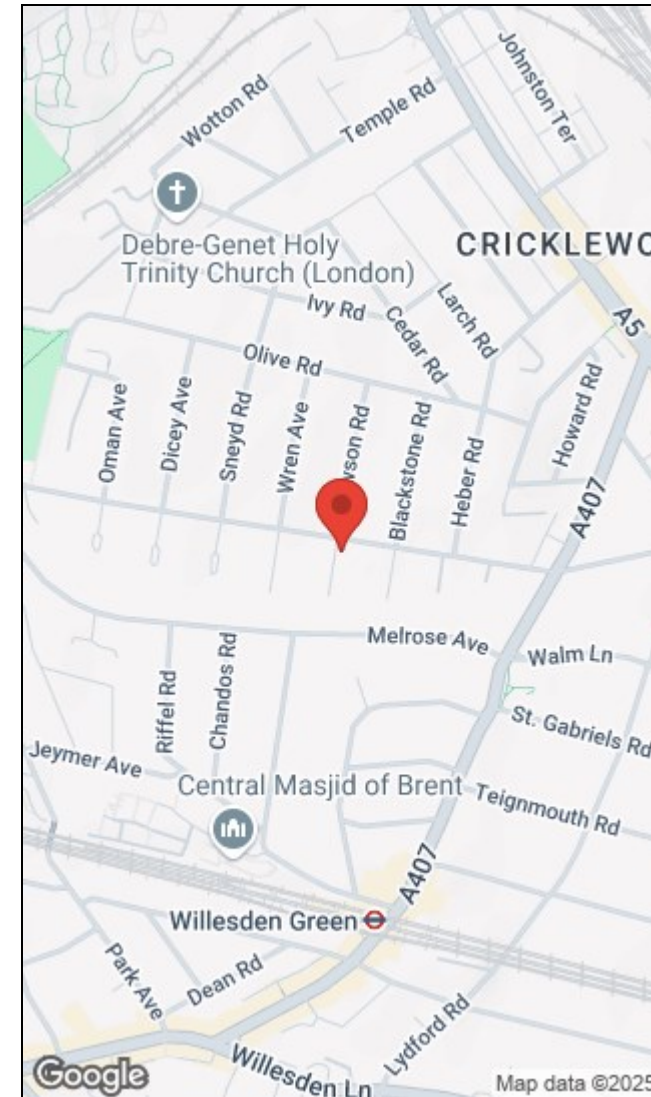 Johnston Ter
Wotton Rd
Temple Rd
Debre-Genet Holy
Trinity Church (London)
CRICKLEWO
Ivy Rd
Cedar Rd
Larch Rd
A5
Olive Rd
Oman Ave
Dicey Ave
Sneyd Rd
Wren Ave
wson Rd
Blackstone Rd
Heber Rd
Howard Rd
A407
Melrose Ave
Walm Ln
Riffel Rd
Chandos Rd
St. Gabriels Rd
Jeymer Ave
Central Masjid of Brent
Teignmouth Rd
A407
Willesden Green
Park Ave
Dean Rd
Lydford Rd
Willesden Ln
Google
Map data ©2025